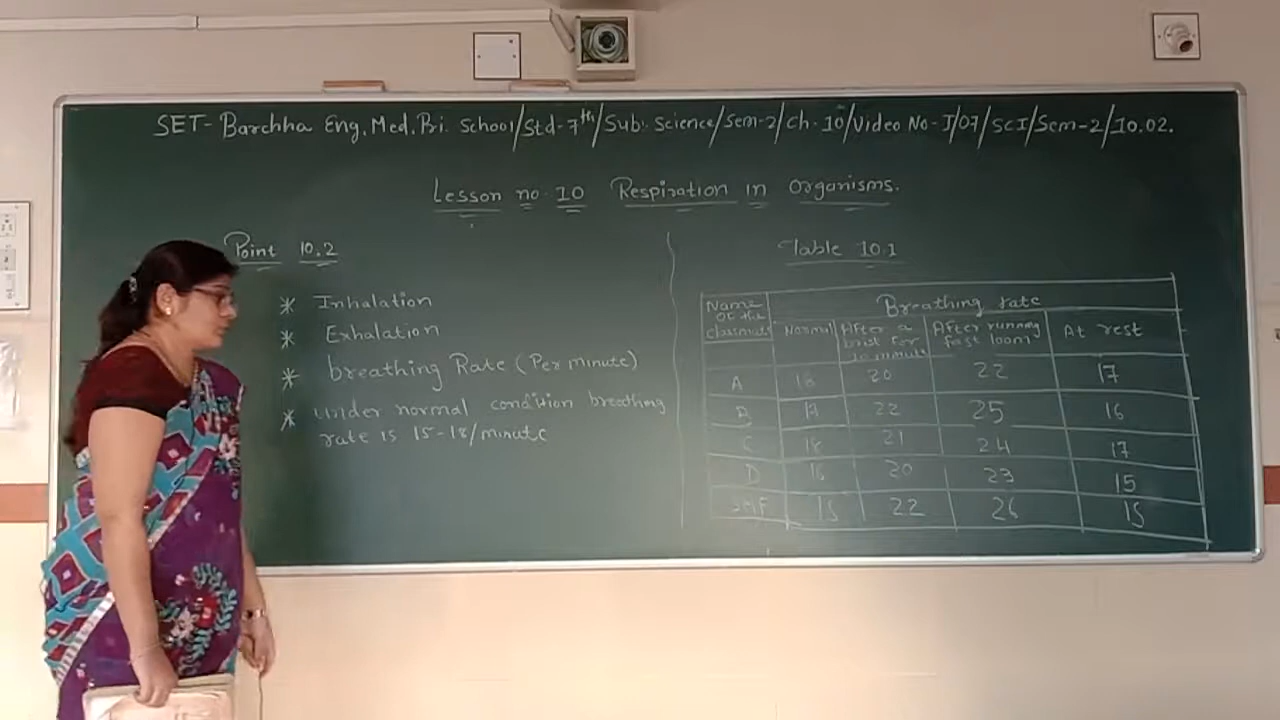 SET- Barchha Eng. Med. Pri. School/Std-7th/Sub: Science/Sem-2/Ch-10/Video No-I/07/SCI/Sem-2/10.02.
Lesson no. 10 Respiration in Organisms.
Point 10.2
* Inhalation
* Exhalation
* breathing Rate (Per minute)
* under normal condition breathing
rate is 15-18/minute
Table 10.1
Name of the classmate Breathing rate
Normal After a brist for 10 minute After running fast 100m At rest
A 18 20 22 17
B 22 25 16
C 18 21 24 17
D 16 20 23 15
15 22 26 15